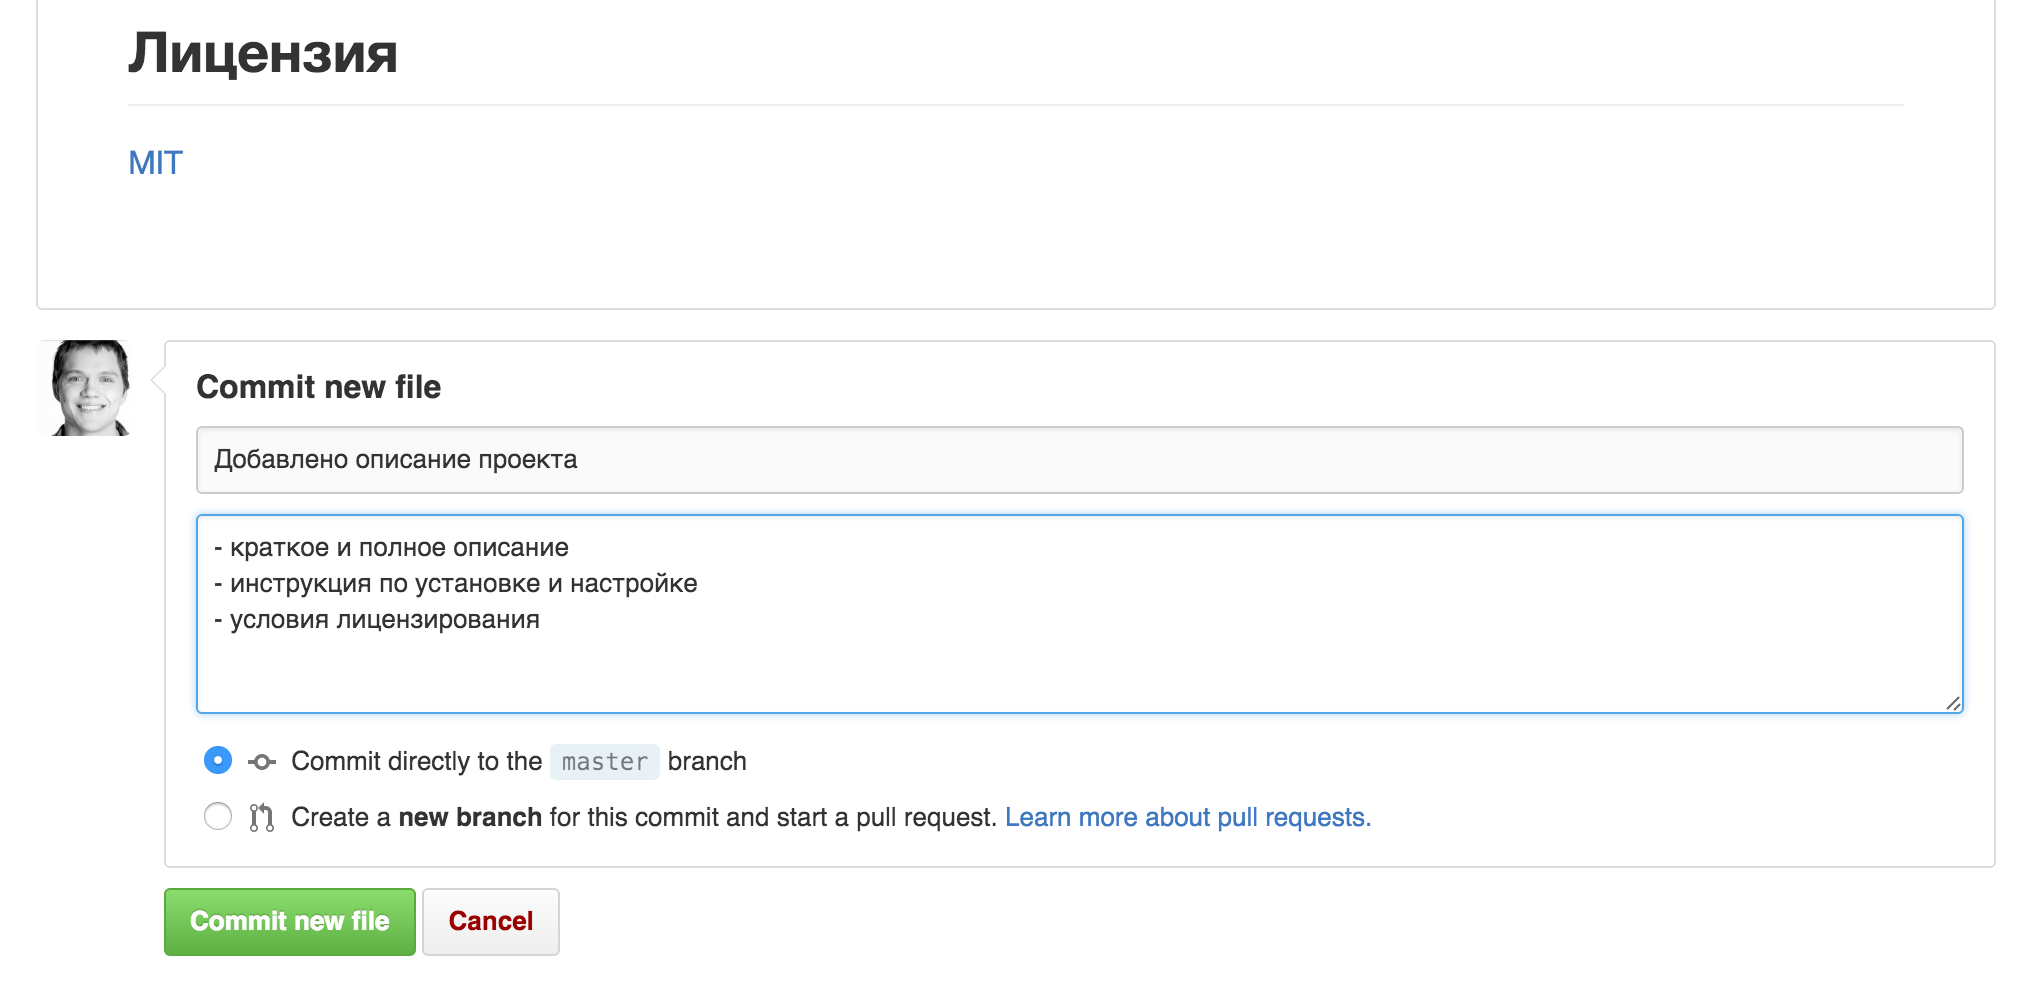 Лицензия
MIT
Commit new file
Добавлено описание проекта
- краткое и полное описание
- инструкция по установке и настройке
- условия лицензирования
Commit directly to the master branch
Create a new branch for this commit and start a pull request. Learn more about pull requests.
Commit new file Cancel